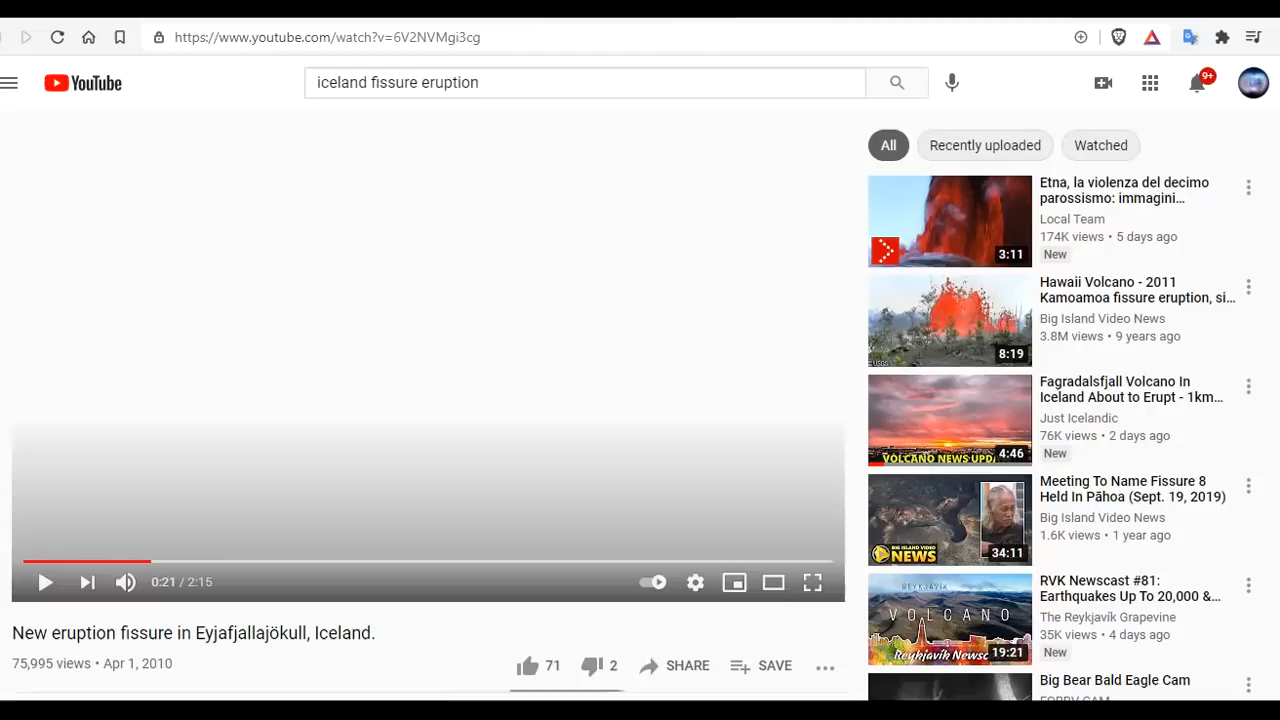 https://www.youtube.com/watch?v=6V2NVMgi3cg
YouTube
iceland fissure eruption
9+
All
Recently uploaded
Watched
Etna, la violenza del decimo
parossismo: immagini…
Local Team
174K views • 5 days ago
New
3:11
Hawaii Volcano - 2011
Kamoamoa fissure eruption, si…
Big Island Video News
3.8M views • 9 years ago
8:19
USGS
Fagradalsfjall Volcano In
Iceland About to Erupt - 1km…
Just Icelandic
76K views • 2 days ago
New
VOLCANO NEWS UPD
4:46
Meeting To Name Fissure 8
Held In Pāhoa (Sept. 19, 2019)
Big Island Video News
1.6K views • 1 year ago
BIG ISLAND VIDEO
NEWS
34:11
RVK Newscast #81:
Earthquakes Up To 20,000 &…
The Reykjavík Grapevine
35K views • 4 days ago
New
REYKJAVÍK
VOLCANO
Reykjavík Newsc
19:21
Big Bear Bald Eagle Cam
0:21 / 2:15
New eruption fissure in Eyjafjallajökull, Iceland.
75,995 views • Apr 1, 2010
71
2
SHARE
SAVE